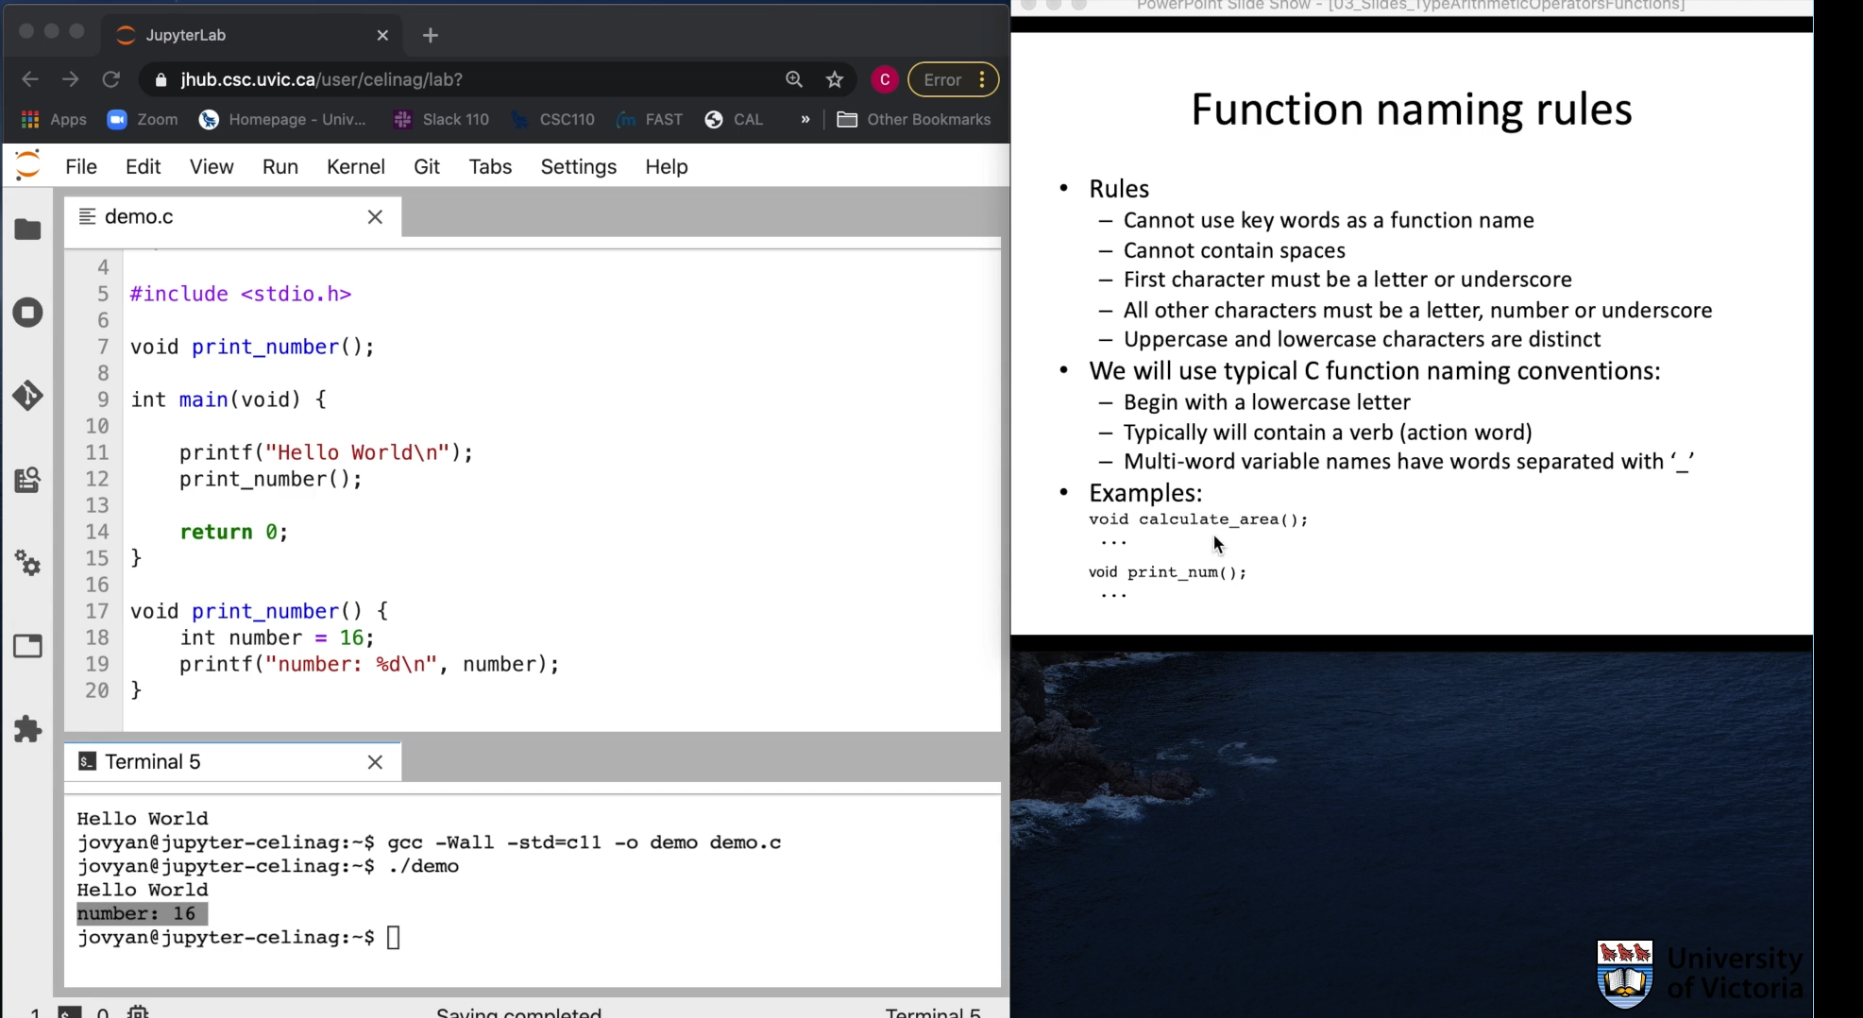 JupyterLab
jhub.csc.uvic.ca/user/celinag/lab?
C
Error
Apps
Zoom
Homepage - Univ...
Slack 110
CSC110
FAST
CAL
»
Other Bookmarks
File Edit View Run Kernel Git Tabs Settings Help
demo.c
4
5 #include <stdio.h>
6
7 void print_number();
8
9 int main(void) {
10
11 printf("Hello World\n");
12 print_number();
13
14 return 0;
15 }
16
17 void print_number() {
18 int number = 16;
19 printf("number: %d\n", number);
20 }
Terminal 5
Hello World
jovyan@jupyter-celinag:~$ gcc -Wall -std=c11 -o demo demo.c
jovyan@jupyter-celinag:~$ ./demo
Hello World
number: 16
jovyan@jupyter-celinag:~$
1 0 Saving completed Terminal 5
PowerPoint Slide Show - [03_Slides_TypeArithmeticOperatorsFunctions]
Function naming rules
• Rules
– Cannot use key words as a function name
– Cannot contain spaces
– First character must be a letter or underscore
– All other characters must be a letter, number or underscore
– Uppercase and lowercase characters are distinct
• We will use typical C function naming conventions:
– Begin with a lowercase letter
– Typically will contain a verb (action word)
– Multi-word variable names have words separated with ‘_’
• Examples:
void calculate_area();
...
void print_num();
...
University
of Victoria